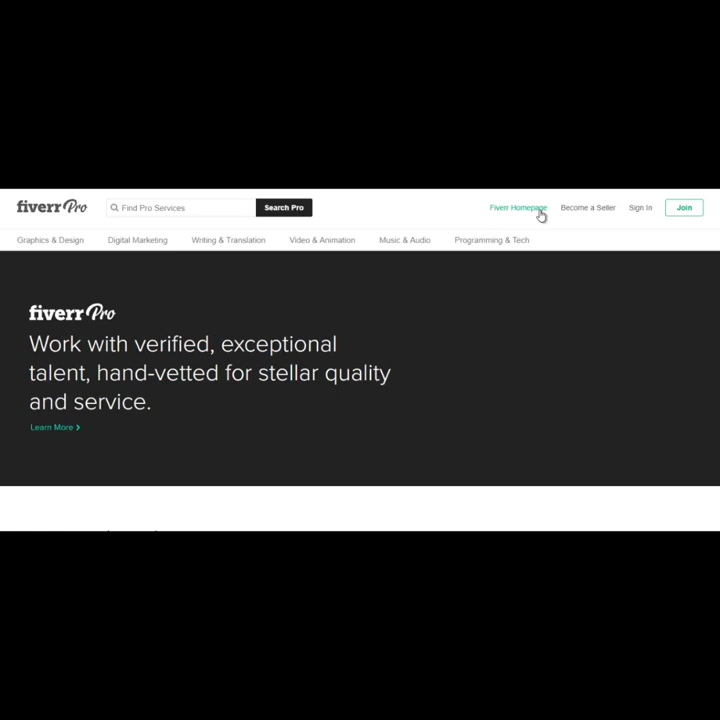 fiverr Pro
Find Pro Services
Search Pro
Fiverr Homepage
Become a Seller
Sign In
Join
Graphics & Design
Digital Marketing
Writing & Translation
Video & Animation
Music & Audio
Programming & Tech
fiverr Pro
Work with verified, exceptional
talent, hand-vetted for stellar quality
and service.
Learn More >